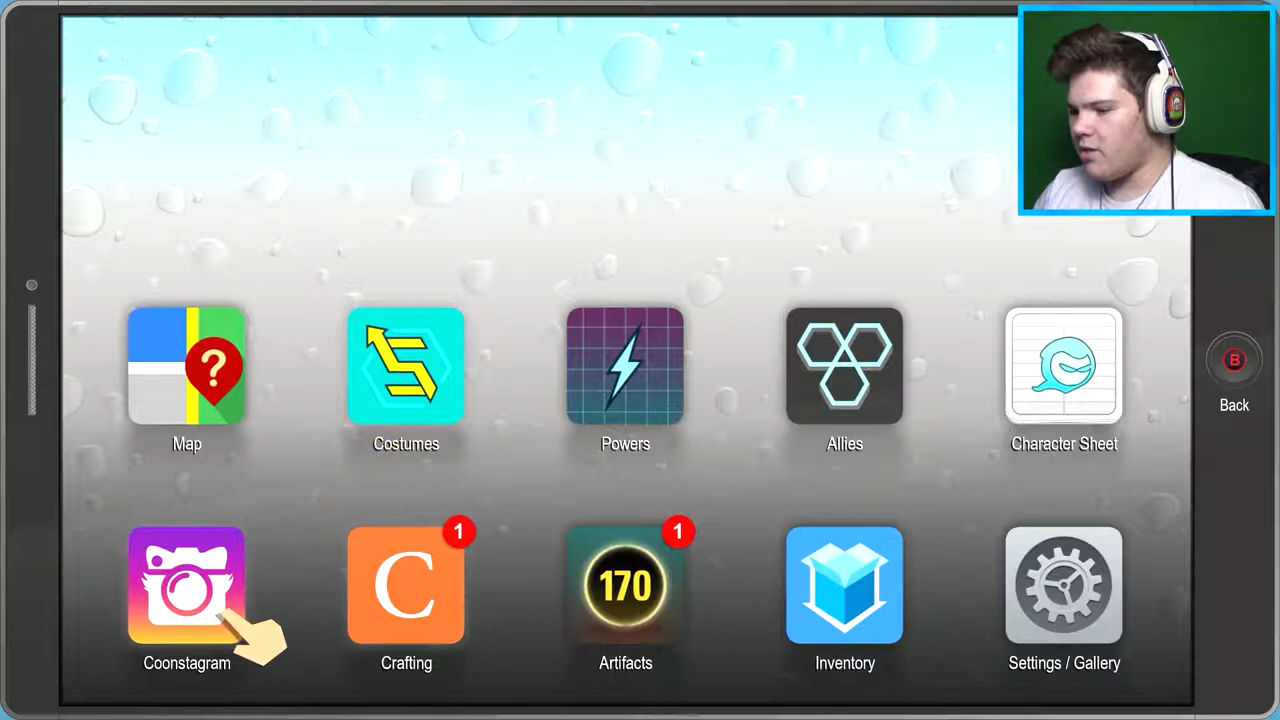 ?
Map
Costumes
Powers
Allies
Character Sheet
B
Back
Coonstagram
C
1
Crafting
170
1
Artifacts
Inventory
Settings / Gallery